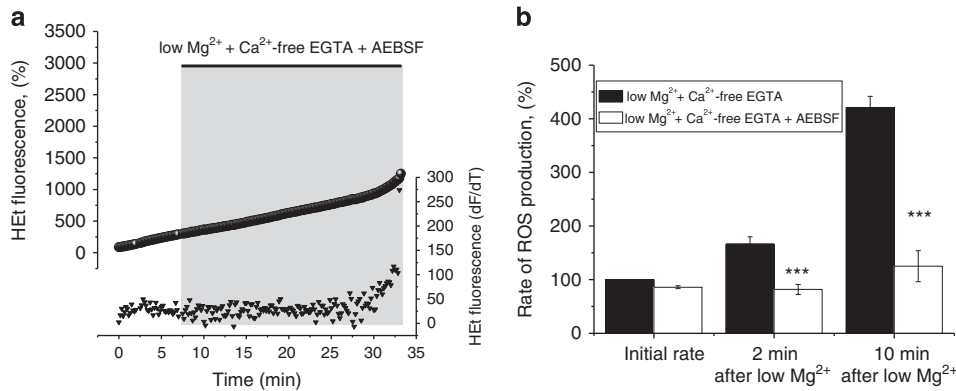 a
3500
3000
2500
2000
1500
1000
500
0
HEt fluorescence, (%)
low Mg²⁺ + Ca²⁺-free EGTA + AEBSF
300
250
200
150
100
50
0
HEt fluorescence (dF/dT)
0 5 10 15 20 25 30 35
Time (min)
b
500
400
300
200
100
0
Rate of ROS production, (%)
low Mg²⁺+ Ca²⁺-free EGTA
low Mg²⁺+ Ca²⁺-free EGTA + AEBSF
***
***
Initial rate
2 min
after low Mg²⁺
10 min
after low Mg²⁺